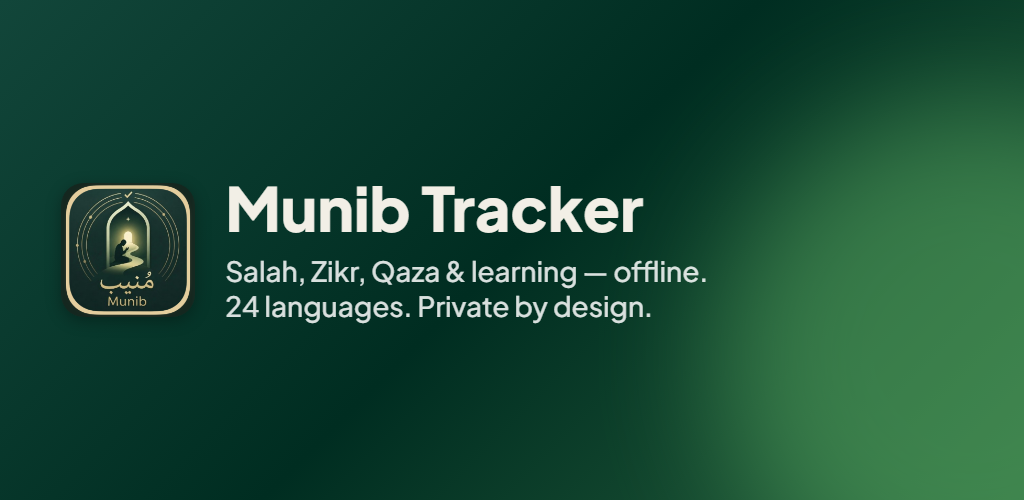 Munib Tracker
Salah, Zikr, Qaza & learning — offline.
24 languages. Private by design.
مُنيب
Munib